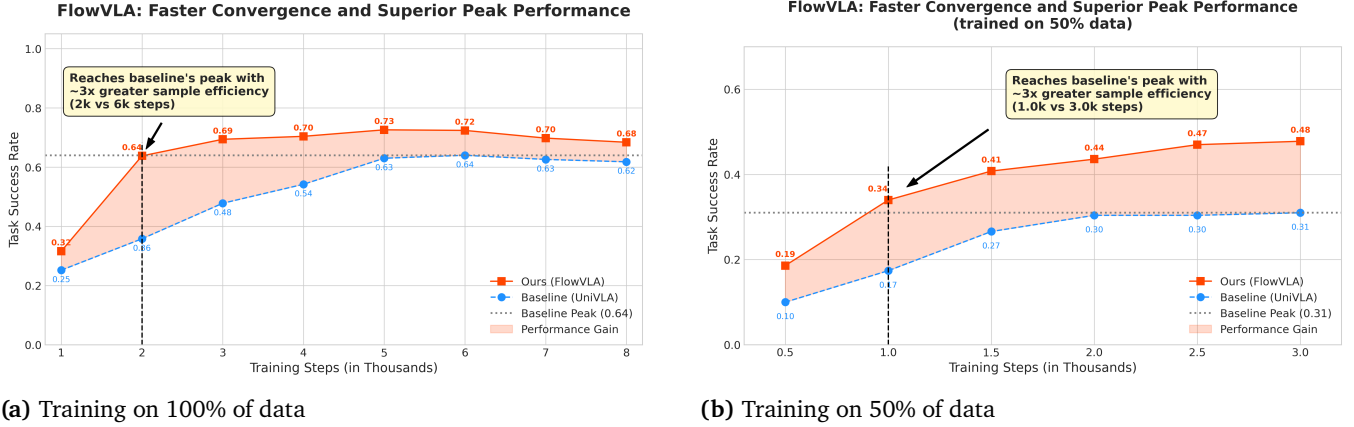 FlowVLA: Faster Convergence and Superior Peak Performance
1.0
0.8
0.6
0.4
0.2
0.0
Task Success Rate
Reaches baseline's peak with
~3x greater sample efficiency
(2k vs 6k steps)
0.32
0.64
0.69
0.70
0.73
0.72
0.70
0.68
0.25
0.36
0.48
0.54
0.63
0.64
0.63
0.62
Ours (FlowVLA)
Baseline (UniVLA)
Baseline Peak (0.64)
Performance Gain
1 2 3 4 5 6 7 8
Training Steps (in Thousands)
(a) Training on 100% of data
FlowVLA: Faster Convergence and Superior Peak Performance
(trained on 50% data)
0.6
0.4
0.2
0.0
Task Success Rate
Reaches baseline's peak with
~3x greater sample efficiency
(1.0k vs 3.0k steps)
0.19
0.34
0.41
0.44
0.47
0.48
0.10
0.17
0.27
0.30
0.30
0.31
Ours (FlowVLA)
Baseline (UniVLA)
Baseline Peak (0.31)
Performance Gain
0.5 1.0 1.5 2.0 2.5 3.0
Training Steps (in Thousands)
(b) Training on 50% of data